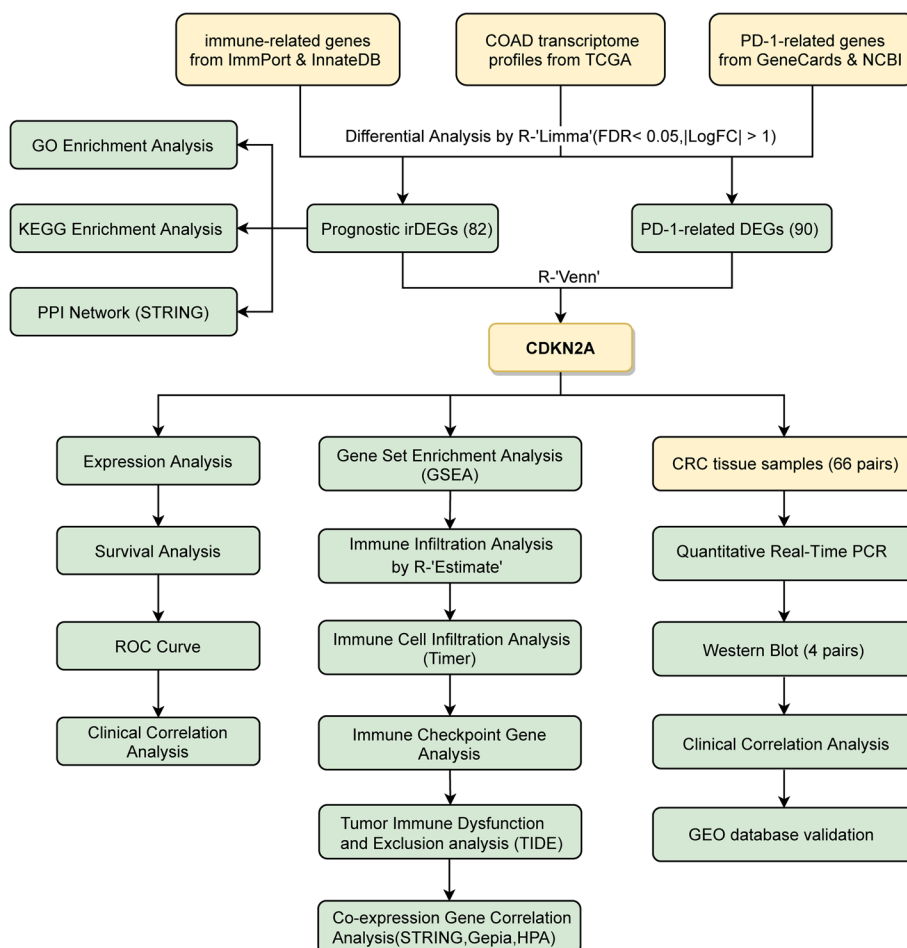 immune-related genes
from ImmPort & InnateDB
COAD transcriptome
profiles from TCGA
PD-1-related genes
from GeneCards & NCBI
Differential Analysis by R-'Limma'(FDR< 0.05,|LogFC| > 1)
GO Enrichment Analysis
KEGG Enrichment Analysis
PPI Network (STRING)
Prognostic irDEGs (82)
PD-1-related DEGs (90)
R-'Venn'
CDKN2A
Expression Analysis
Survival Analysis
ROC Curve
Clinical Correlation
Analysis
Gene Set Enrichment Analysis
(GSEA)
Immune Infiltration Analysis
by R-'Estimate'
Immune Cell Infiltration Analysis
(Timer)
Immune Checkpoint Gene
Analysis
Tumor Immune Dysfunction
and Exclusion analysis (TIDE)
Co-expression Gene Correlation
Analysis(STRING,Gepia,HPA)
CRC tissue samples (66 pairs)
Quantitative Real-Time PCR
Western Blot (4 pairs)
Clinical Correlation Analysis
GEO database validation